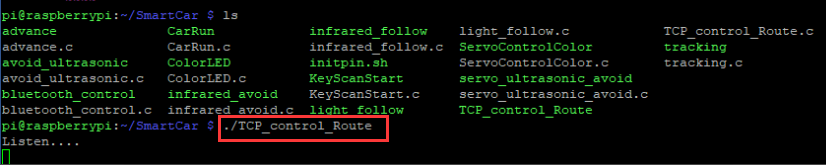 pi@raspberrypi:~/SmartCar $ ls
advance CarRun infrared_follow light_follow.c TCP_control_Route.c
advance.c CarRun.c infrared_follow.c ServoControlColor tracking
avoid_ultrasonic ColorLED initpin.sh ServoControlColor.c tracking.c
avoid_ultrasonic.c ColorLED.c KeyScanStart servo_ultrasonic_avoid
bluetooth_control infrared_avoid KeyScanStart.c servo_ultrasonic_avoid.c
bluetooth_control.c infrared_avoid.c light_follow TCP_control_Route
pi@raspberrypi:~/SmartCar $ ./TCP_control_Route
Listen....